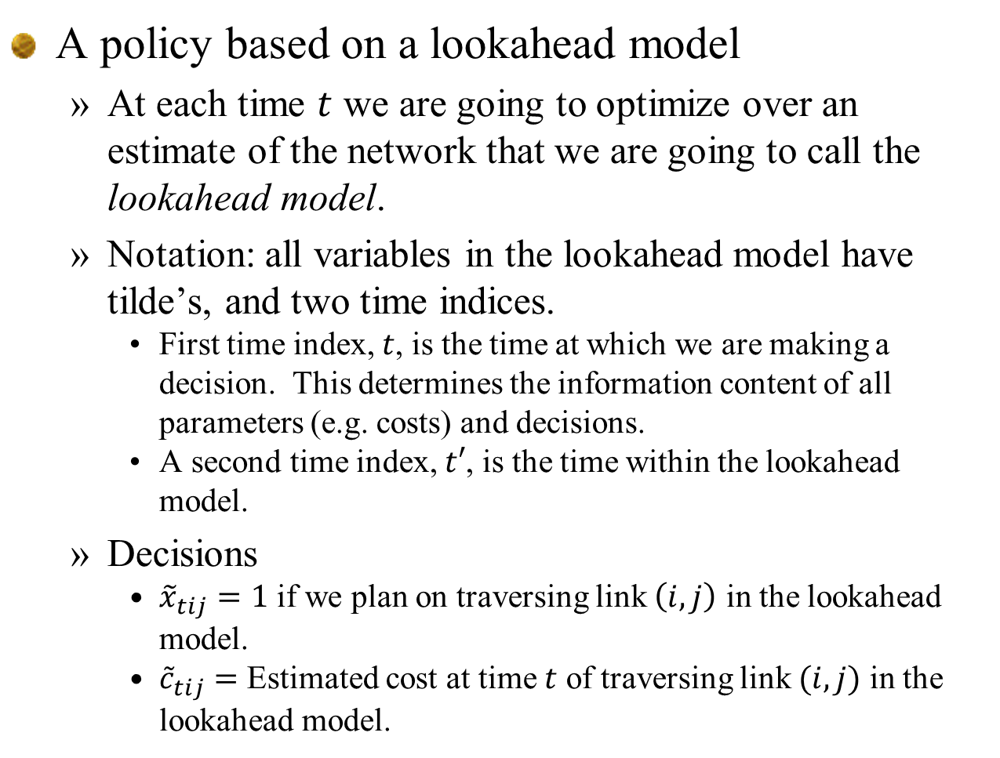 A policy based on a lookahead model
» At each time t we are going to optimize over an
estimate of the network that we are going to call the
lookahead model.
» Notation: all variables in the lookahead model have
tilde’s, and two time indices.
• First time index, t, is the time at which we are making a
decision.  This determines the information content of all
parameters (e.g. costs) and decisions.
• A second time index, t′, is the time within the lookahead
model.
» Decisions
• x̃tij = 1 if we plan on traversing link (i,j) in the lookahead
model.
• c̃tij = Estimated cost at time t of traversing link (i,j) in the
lookahead model.